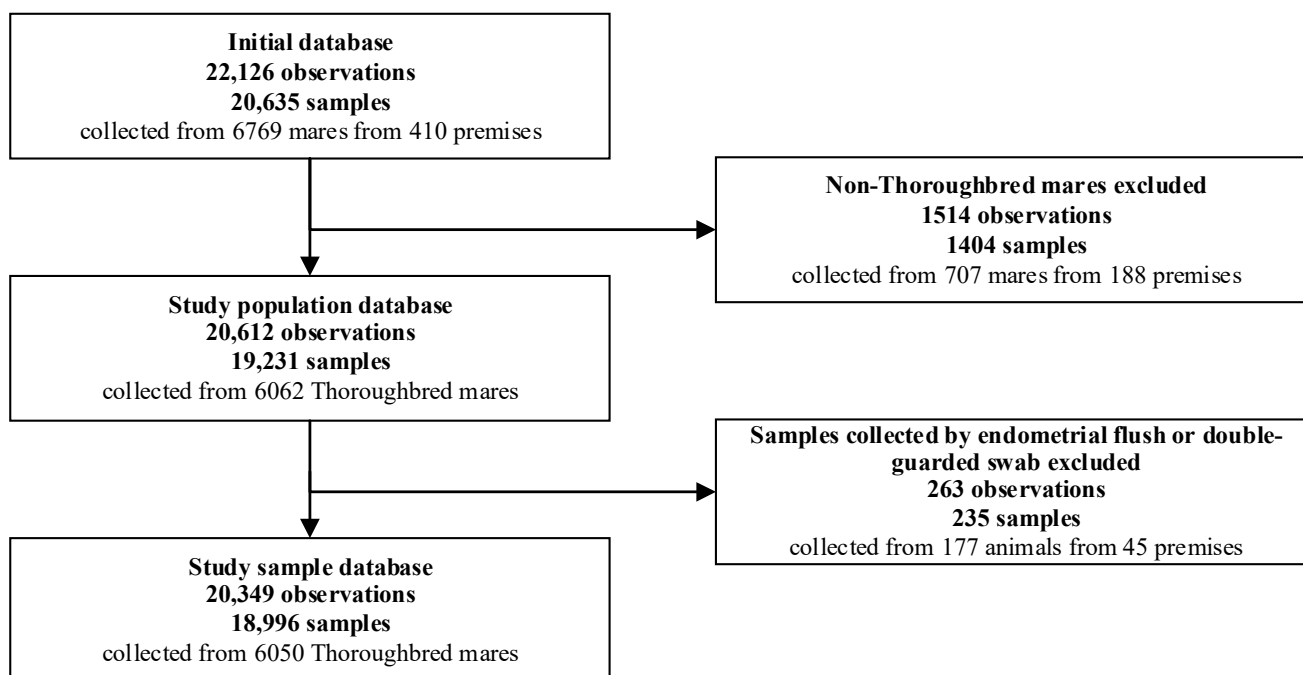 Initial database
22,126 observations
20,635 samples
collected from 6769 mares from 410 premises
Non-Thoroughbred mares excluded
1514 observations
1404 samples
collected from 707 mares from 188 premises
Study population database
20,612 observations
19,231 samples
collected from 6062 Thoroughbred mares
Samples collected by endometrial flush or double-
guarded swab excluded
263 observations
235 samples
collected from 177 animals from 45 premises
Study sample database
20,349 observations
18,996 samples
collected from 6050 Thoroughbred mares